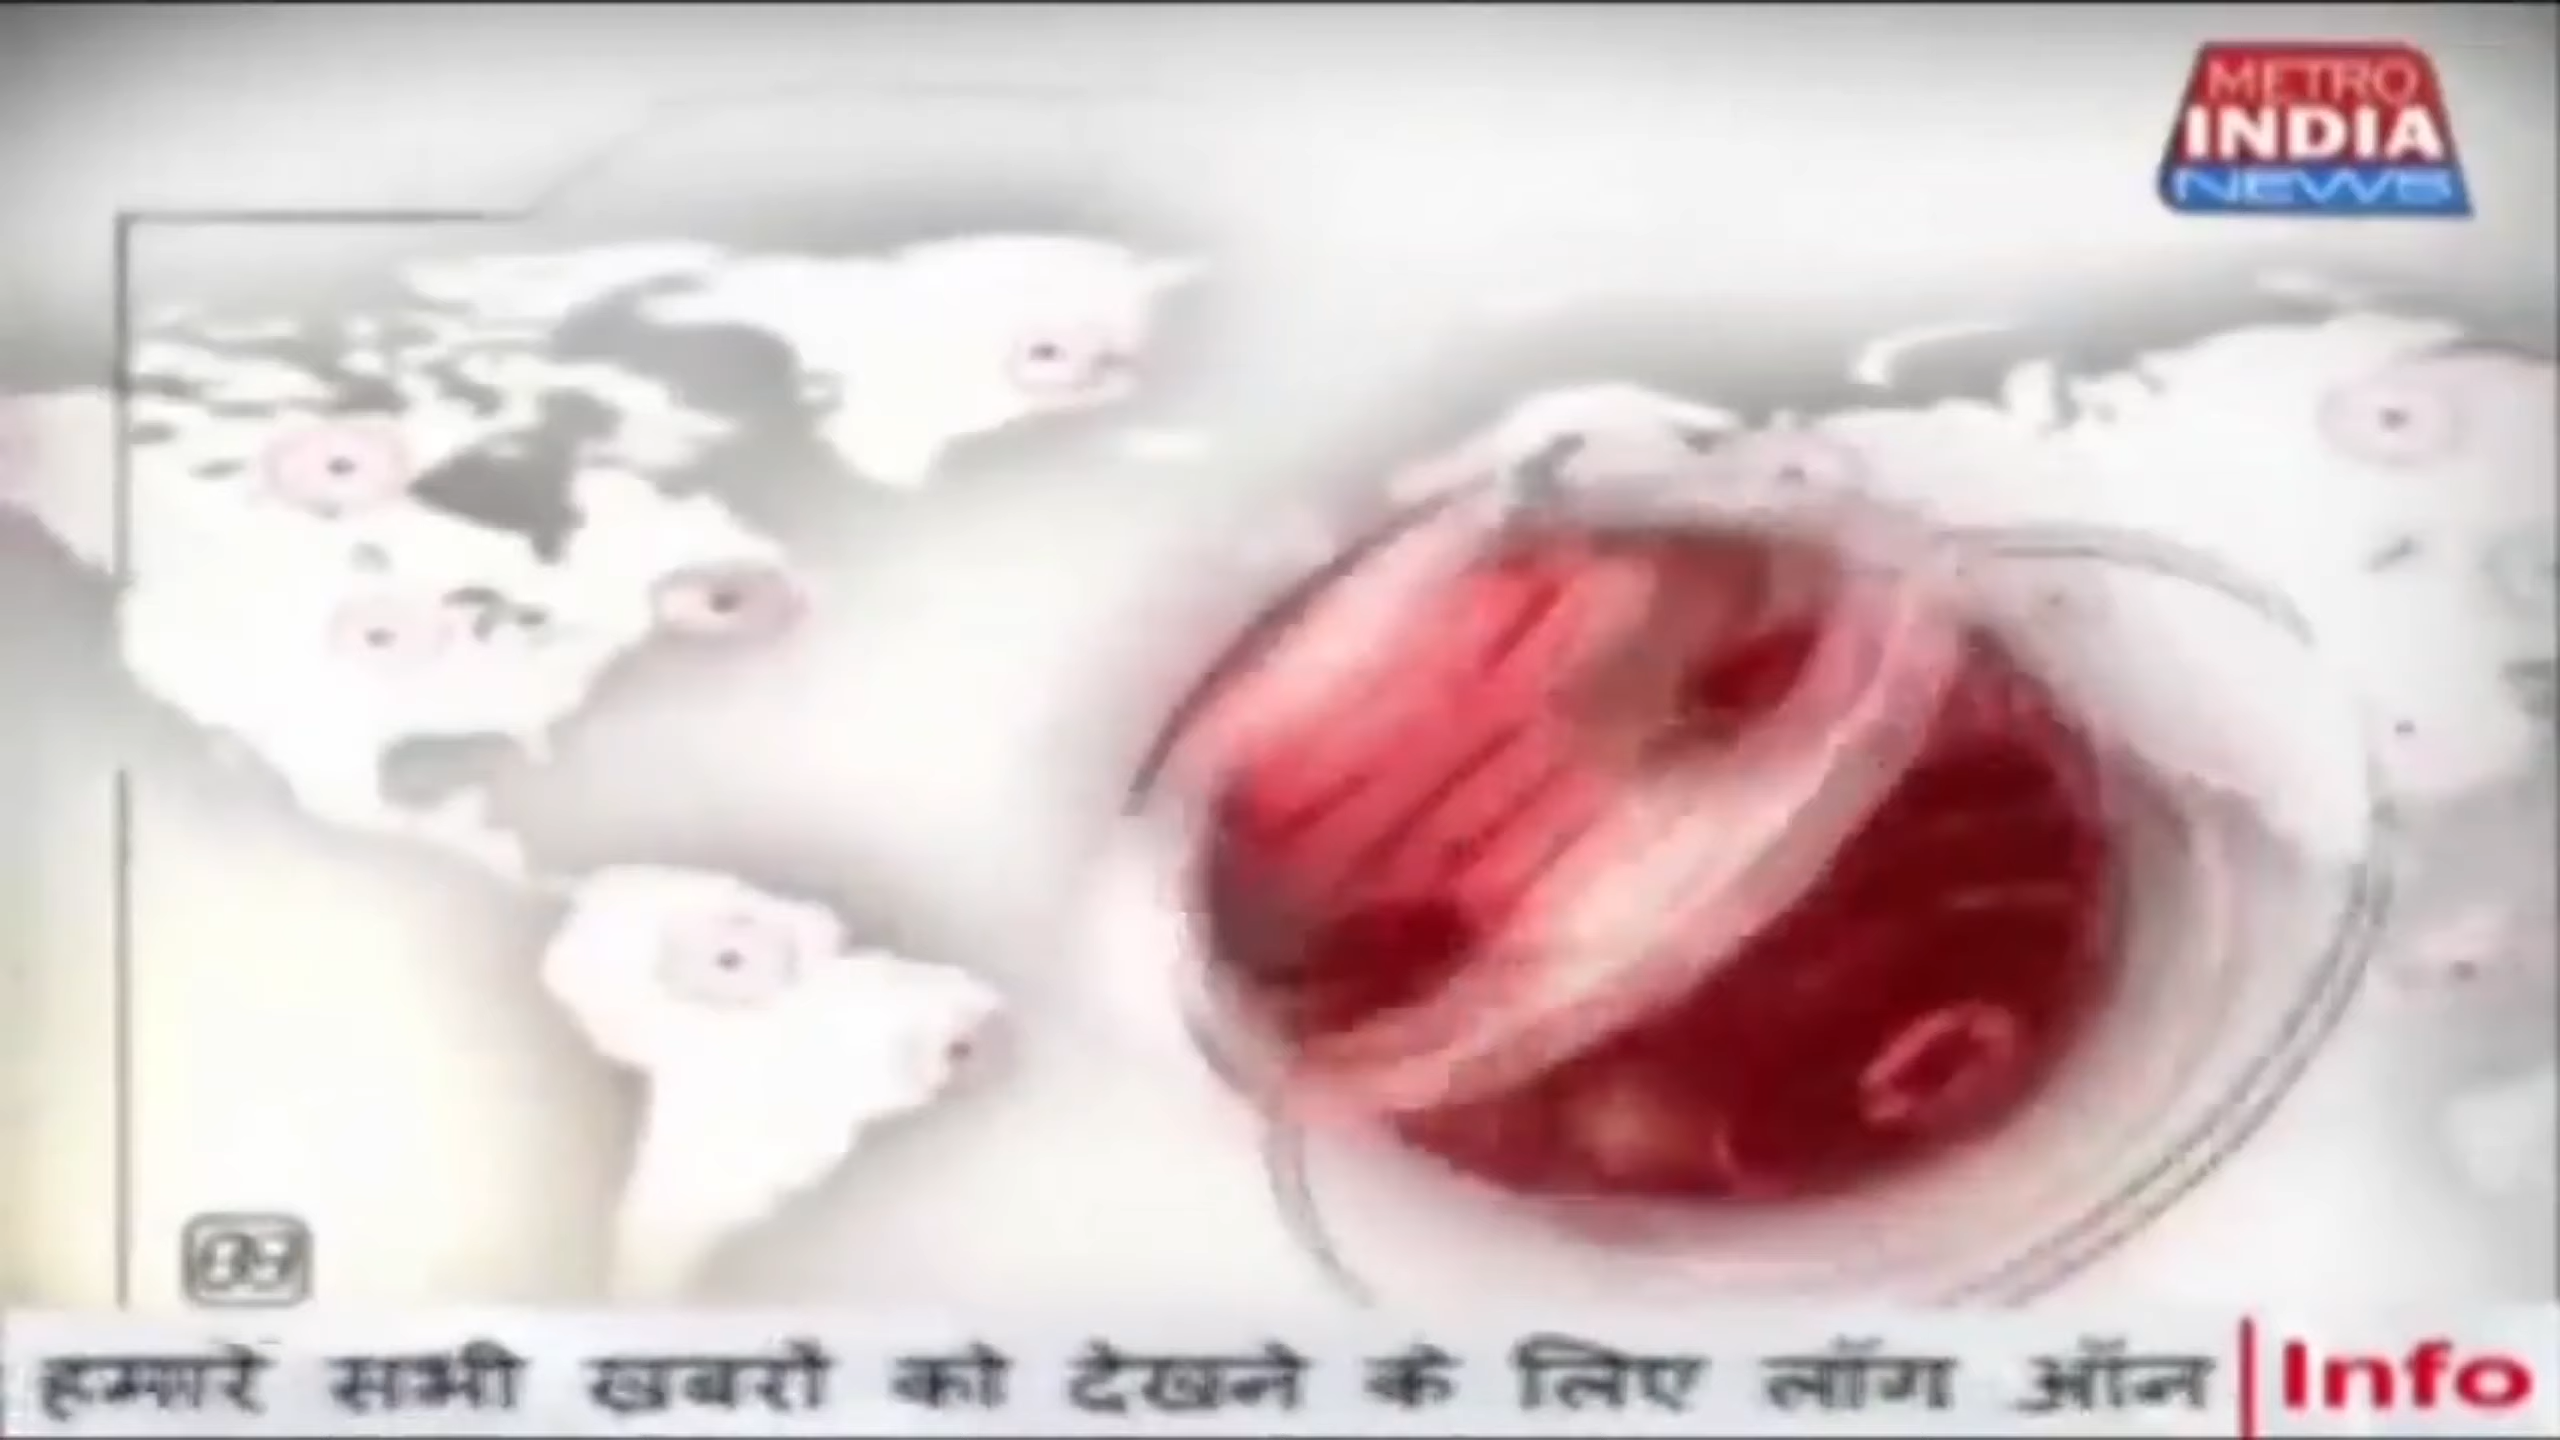 METRO
INDIA
NEWS
हमारे सभी खबरों को देखने के लिए लॉग ऑन
Info